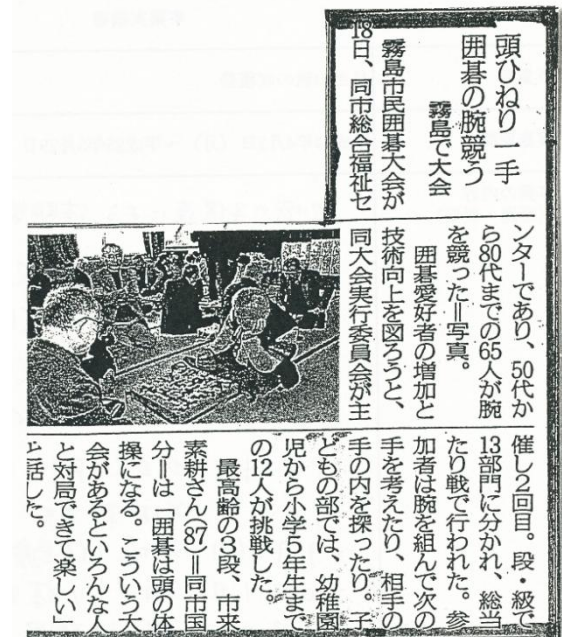 頭ひねり一手
囲碁の腕競う
霧島で大会
霧島市民囲碁大会が
18日、同市総合福祉セ
ンターであり、50代か
ら80代までの65人が腕
を競った＝写真。
囲碁愛好者の増加と
技術向上を図ろうと、
同大会実行委員会が主
催し2回目。段・級で
13部門に分かれ、総当
たり戦で行われた。参
加者は腕を組んで次の
手を考えたり、相手の
手の内を探ったり。子
どもの部では、幼稚園
児から小学5年生まで
の12人が挑戦した。
最高齢の3段、市来
素耕さん(87)＝同市国
分＝は「囲碁は頭の体
操になる。こういう大
会があるといろんな人
と対局できて楽しい」
と話した。